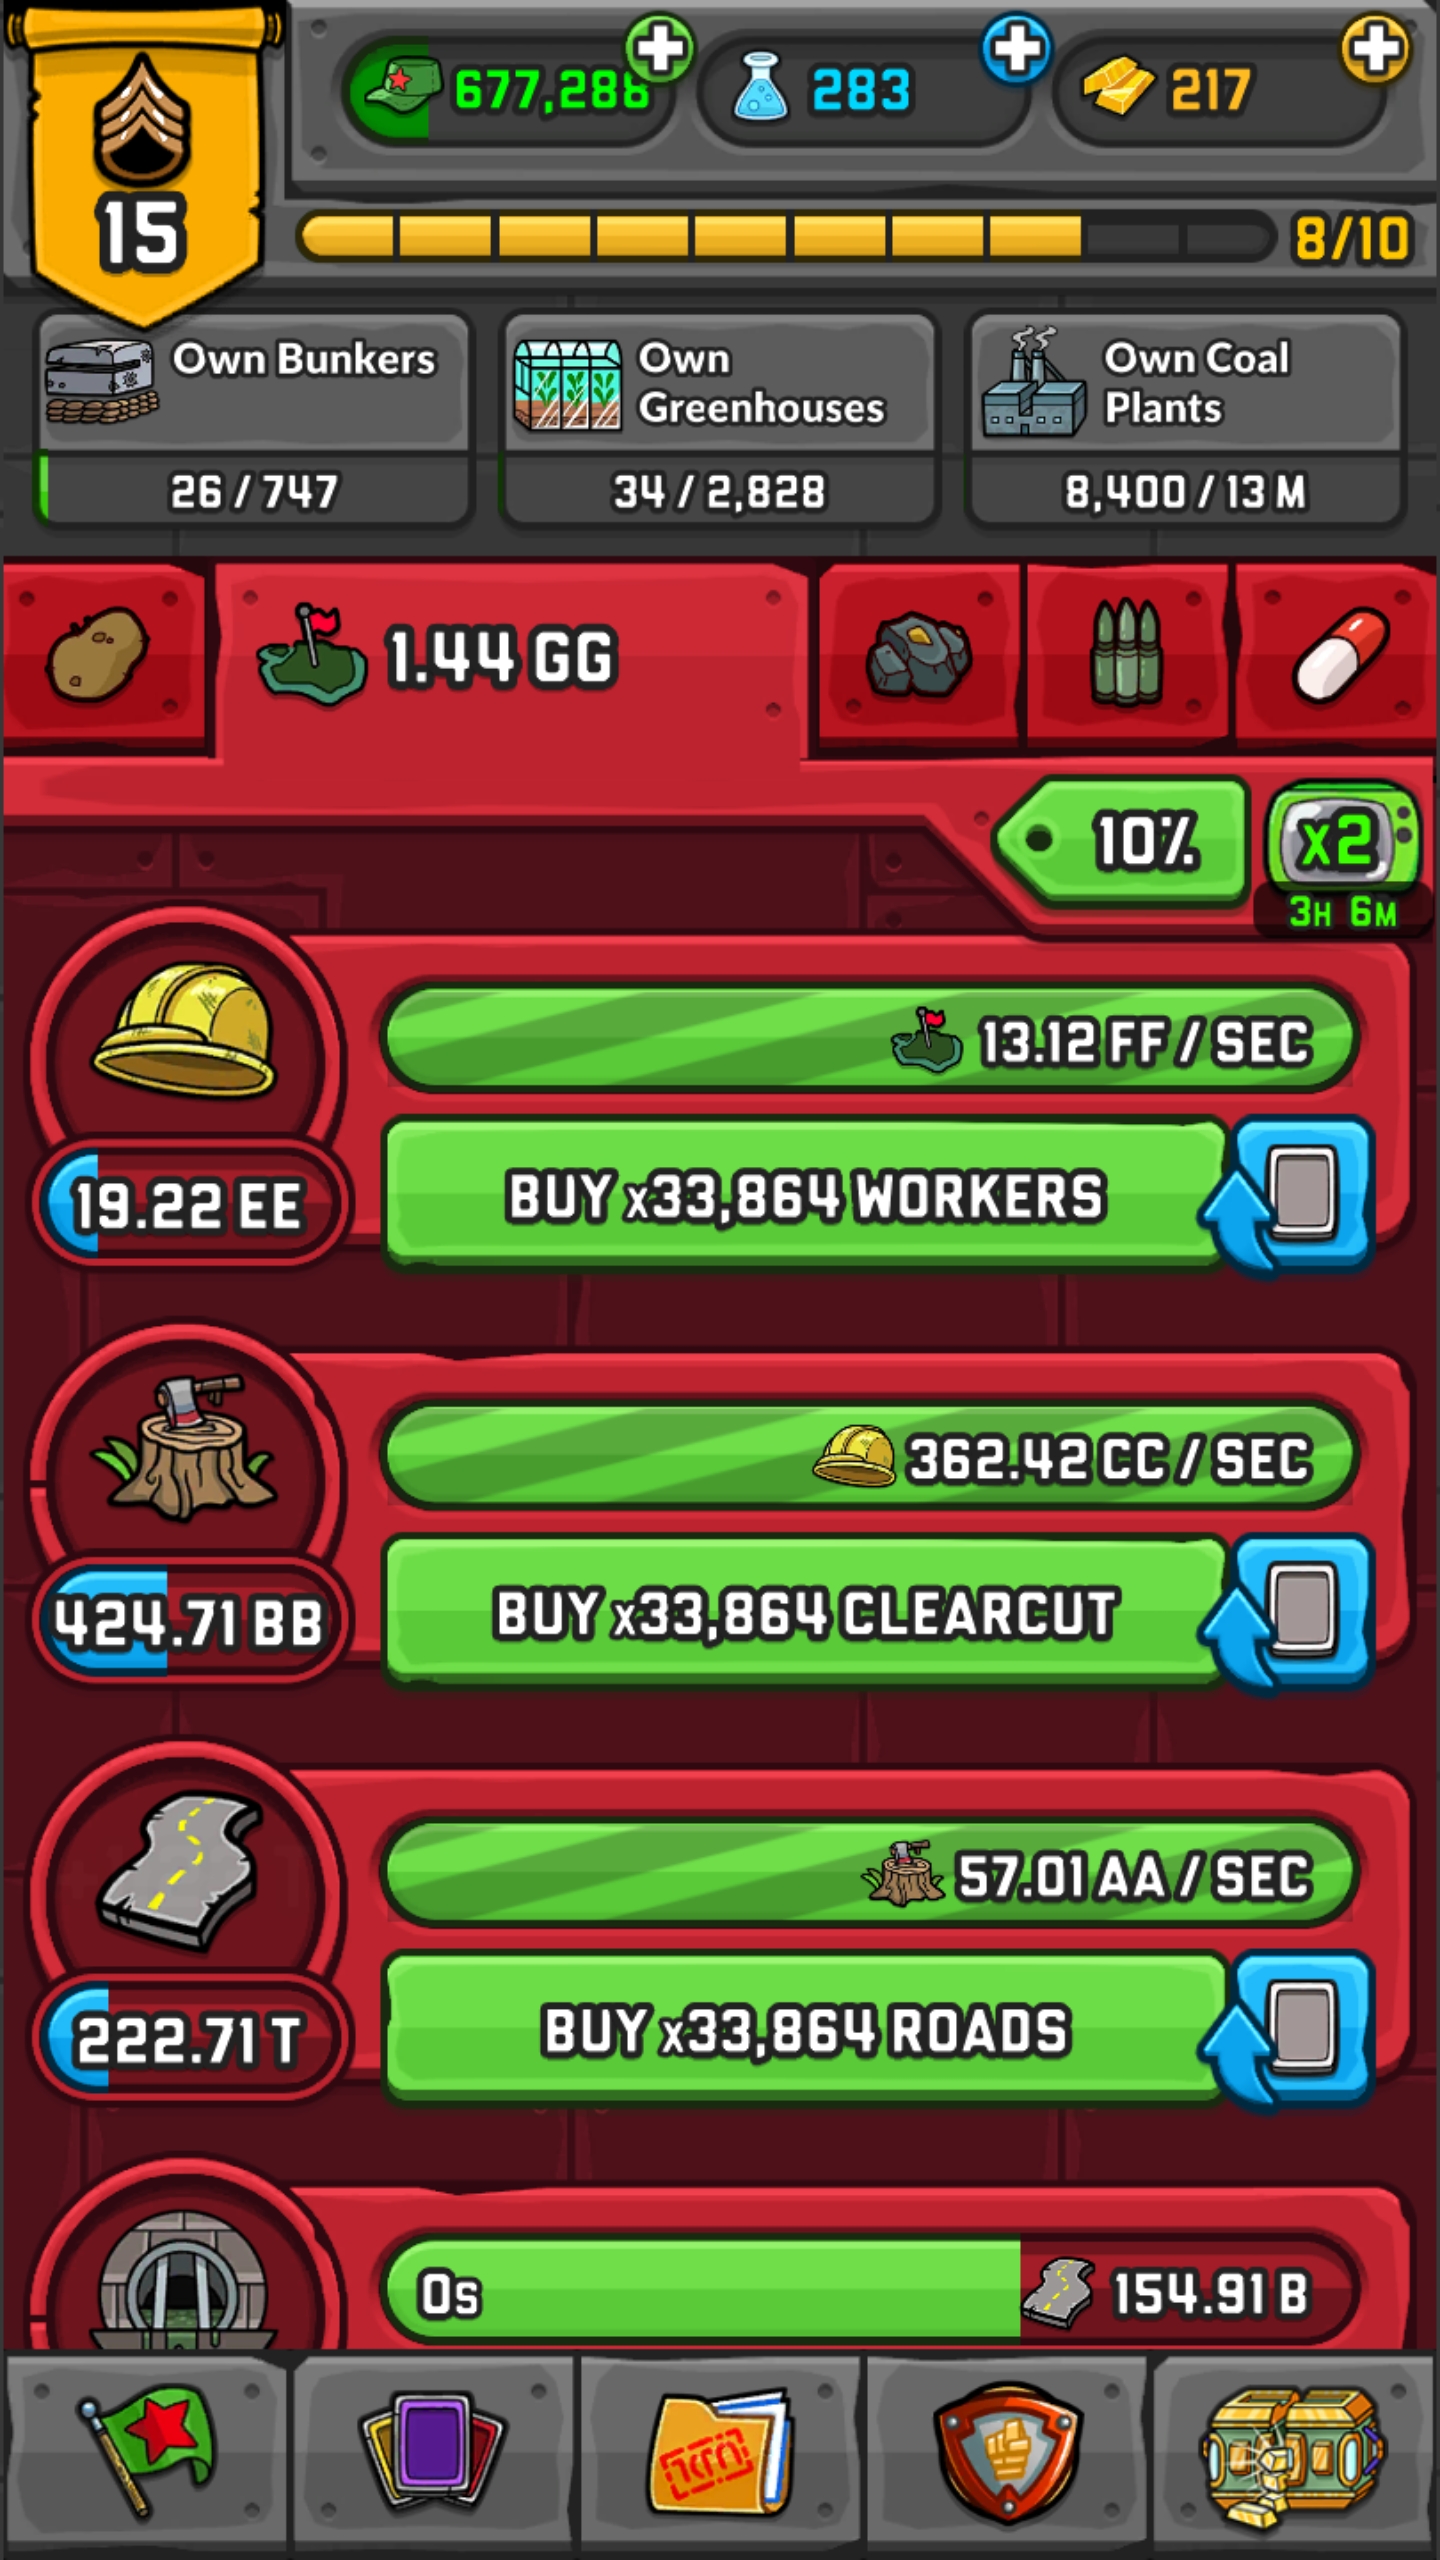 677,288
283
217
15
8/10
Own Bunkers
26 / 747
Own
Greenhouses
34 / 2,828
Own Coal
Plants
8,400 / 13 M
1.44 GG
10%
x2
3H 6M
13.12 FF / SEC
19.22 EE
BUY x33,864 WORKERS
362.42 CC / SEC
424.71 BB
BUY x33,864 CLEARCUT
57.01 AA / SEC
222.71 T
BUY x33,864 ROADS
0s
154.91 B